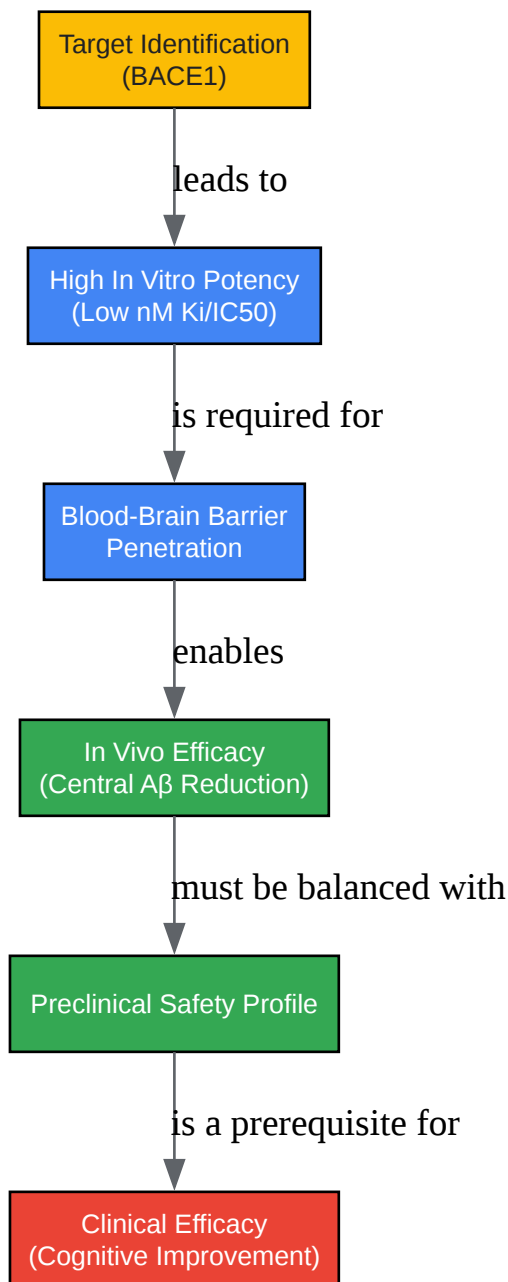 Target Identification
(BACE1)
leads to
High In Vitro Potency
(Low nM Ki/IC50)
is required for
Blood-Brain Barrier
Penetration
enables
In Vivo Efficacy
(Central Aβ Reduction)
must be balanced with
Preclinical Safety Profile
is a prerequisite for
Clinical Efficacy
(Cognitive Improvement)